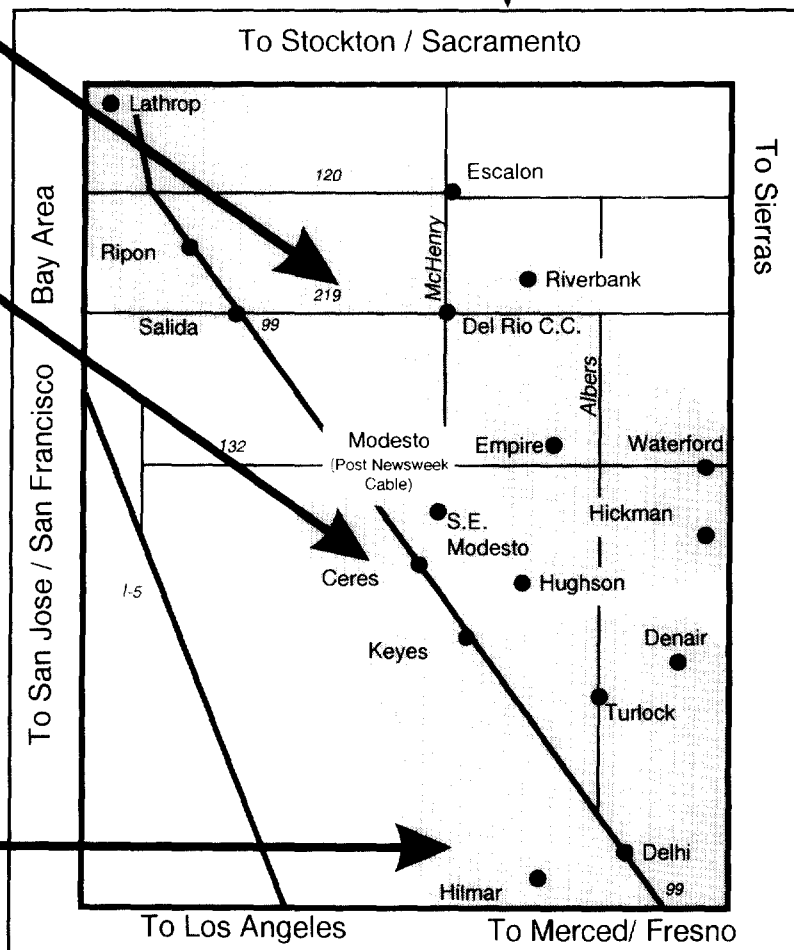 To Stockton / Sacramento
Lathrop
To Sierras
120
Escalon
Bay Area
McHenry
Ripon
Riverbank
219
Salida
99
Del Rio C.C.
Albers
To San Jose / San Francisco
132
Modesto
(Post Newsweek
Cable)
Empire
Waterford
S.E.
Modesto
Hickman
Ceres
I-5
Hughson
Keyes
Denair
Turlock
Delhi
Hilmar
99
To Los Angeles
To Merced/ Fresno